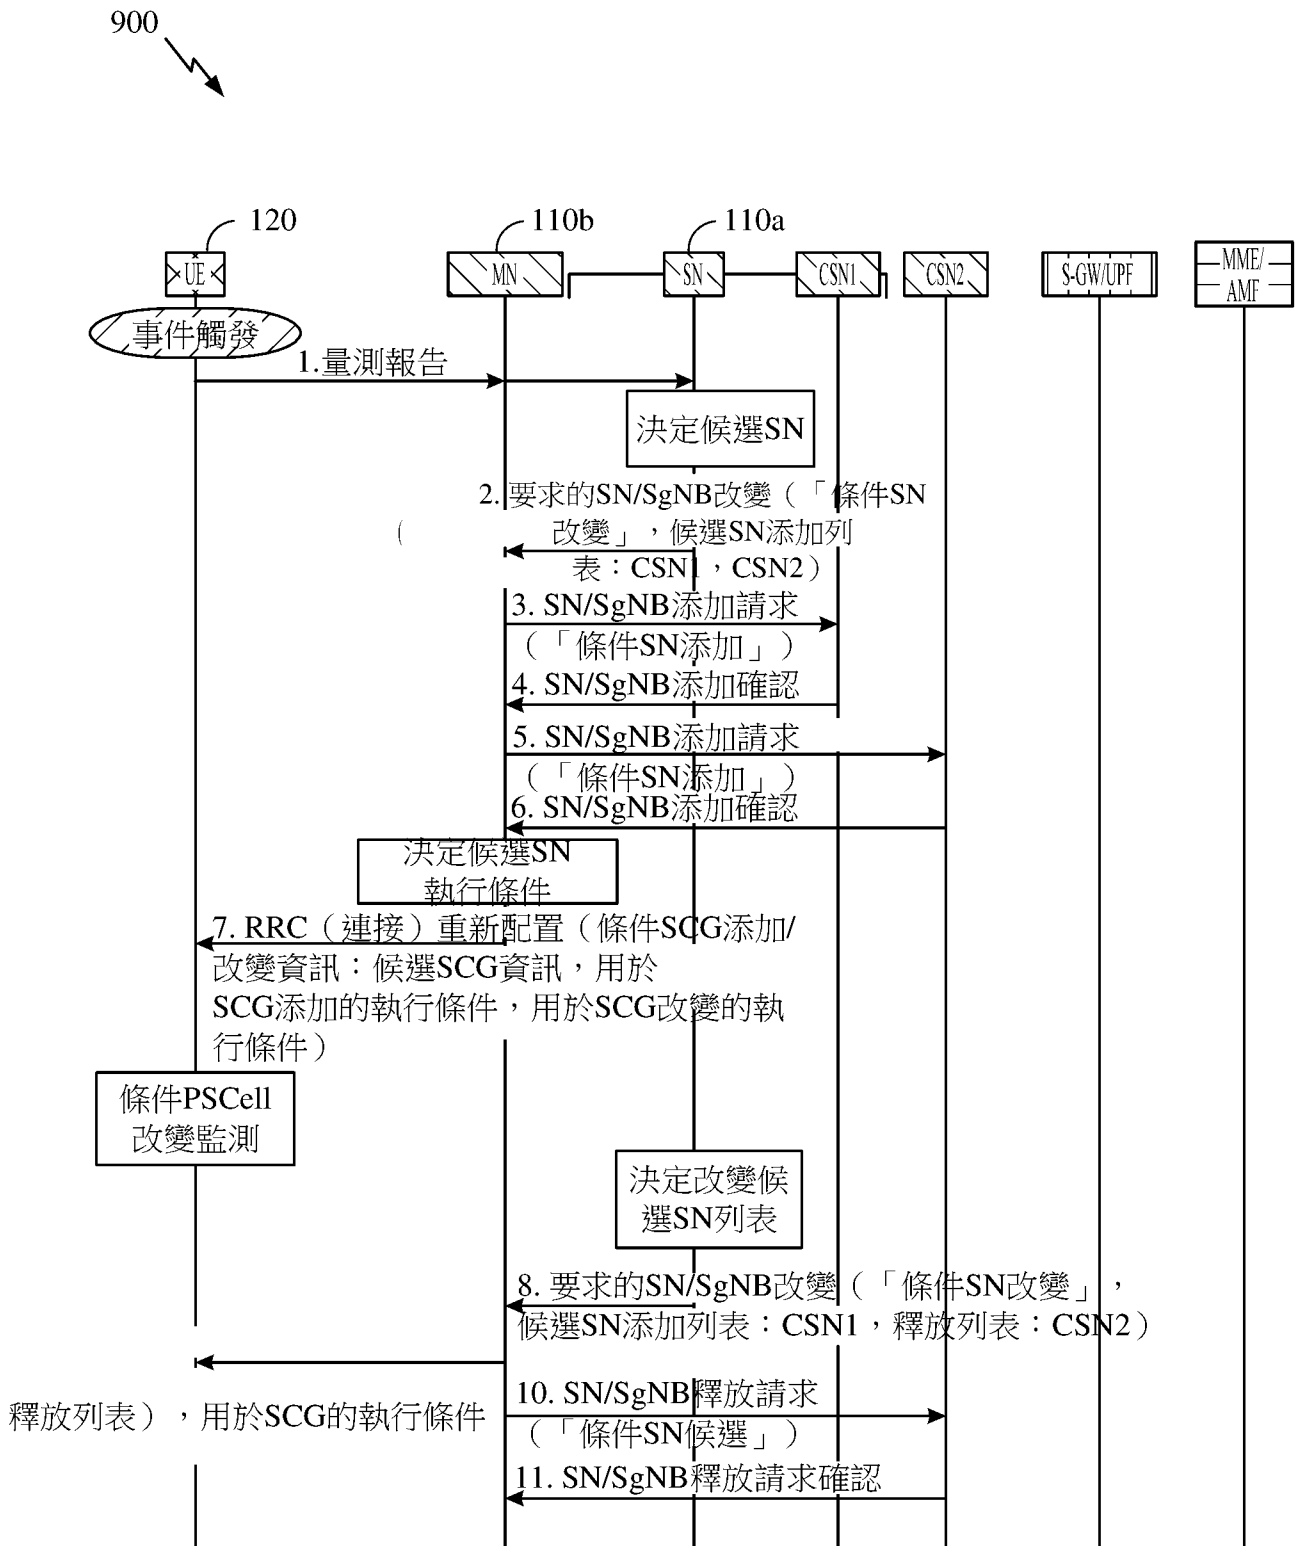 900
120
110b
110a
UE
MN
SN
CSN1
CSN2
S-GW/UPF
MME/
AMF
事件觸發
1.量測報告
決定候選SN
2. 要求的SN/SgNB改變（「條件SN
（
改變」，候選SN添加列
表：CSN1，CSN2）
3. SN/SgNB添加請求
（「條件SN添加」）
4. SN/SgNB添加確認
5. SN/SgNB添加請求
（「條件SN添加」）
6. SN/SgNB添加確認
決定候選SN
執行條件
7. RRC（連接）重新配置（條件SCG添加/
改變資訊：候選SCG資訊，用於
SCG添加的執行條件，用於SCG改變的執
行條件）
條件PSCell
改變監測
決定改變候
選SN列表
8. 要求的SN/SgNB改變（「條件SN改變」，
候選SN添加列表：CSN1，釋放列表：CSN2）
釋放列表），用於SCG的執行條件
10. SN/SgNB釋放請求
（「條件SN候選」）
11. SN/SgNB釋放請求確認